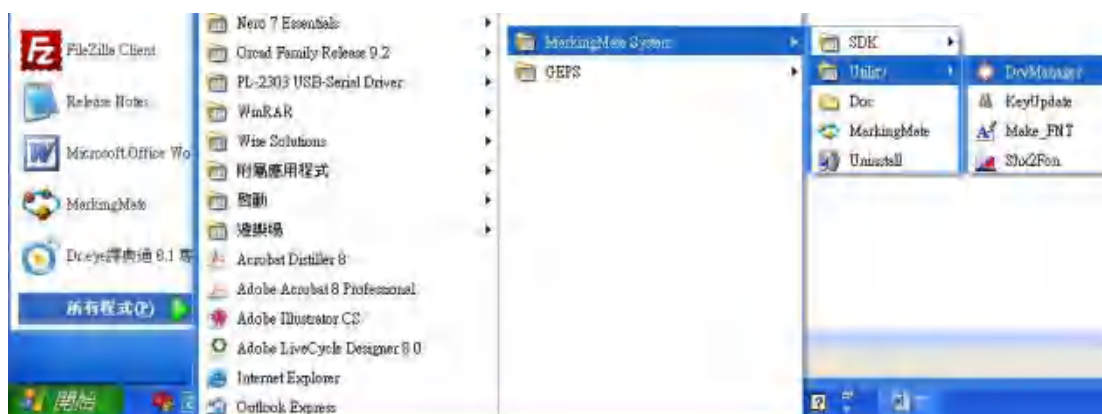 FileZilla Client
Release Notes
Microsoft Office Wo
MarkingMate
Dr.eye譯典通 8.1 專
所有程式(P)
開始
Nero 7 Essentials
Orcad Family Release 9.2
PL-2303 USB-Serial Driver
WinRAR
Wise Solutions
附屬應用程式
啟動
遊樂場
Acrobat Distiller 8
Adobe Acrobat 8 Professional
Adobe Illustrator CS
Adobe LiveCycle Designer 8.0
Internet Explorer
Outlook Express
MarkingMate System
GEPS
SDK
Utility
Doc
MarkingMate
Uninstall
DrvManager
KeyUpdate
Make_FNT
Shx2Fon